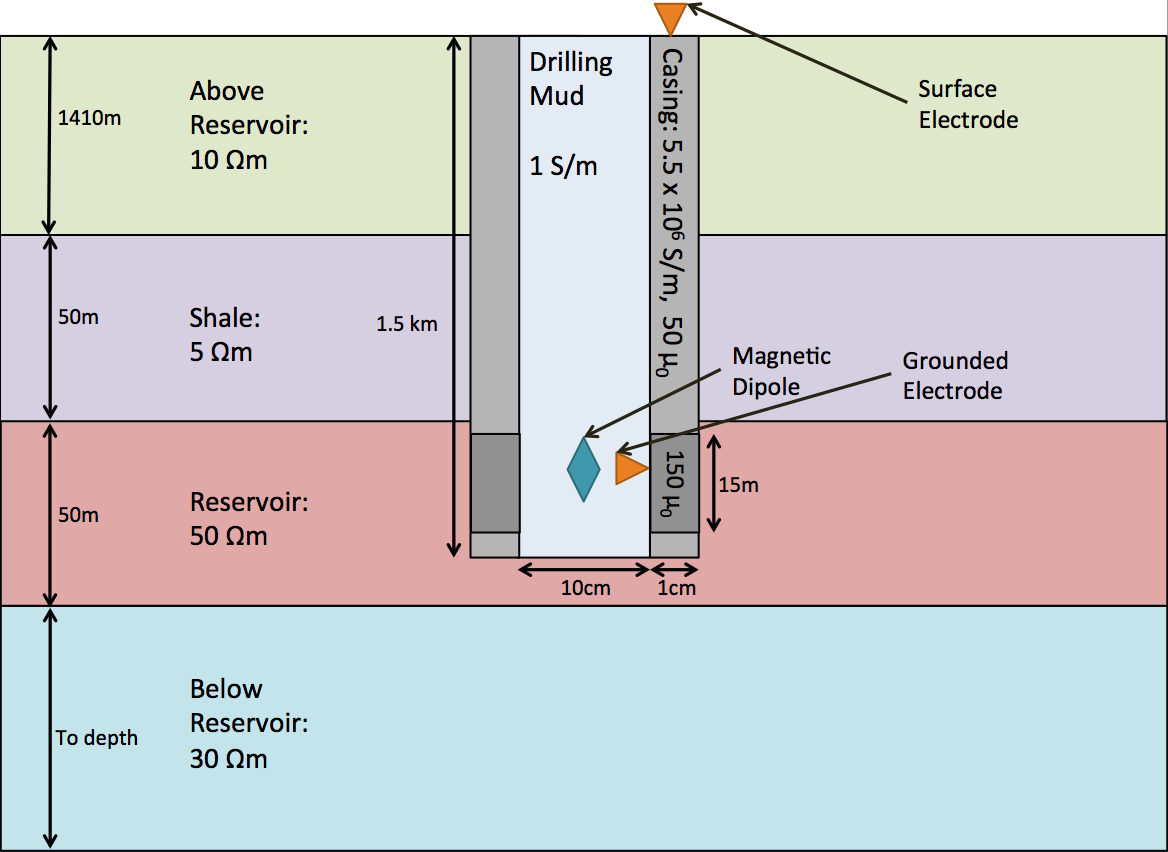 Surface
Electrode
1410m
Above
Reservoir:
10 Ωm
Drilling
Mud
1 S/m
Casing: 5.5 x 10⁶ S/m, 50 μ₀
50m
Shale:
5 Ωm
1.5 km
Magnetic
Dipole
Grounded
Electrode
50m
Reservoir:
50 Ωm
150 μ₀
15m
10cm
1cm
To depth
Below
Reservoir:
30 Ωm